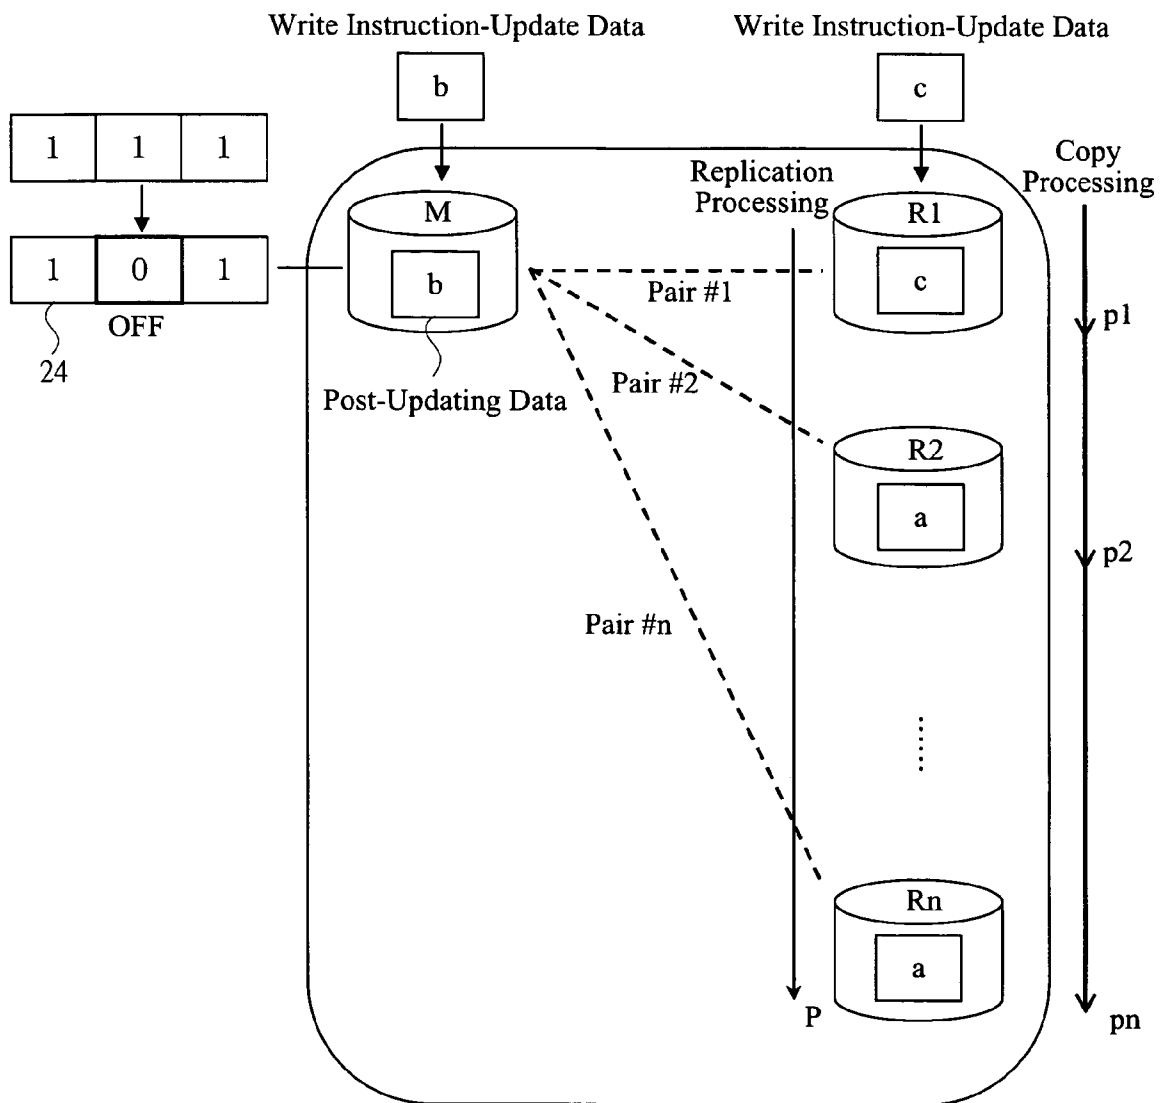 Write Instruction-Update Data
Write Instruction-Update Data
b
c
1 1 1
Replication
Processing
Copy
Processing
M
R1
1 0 1
b
c
OFF
24
Pair #1
p1
Post-Updating Data
Pair #2
R2
a
p2
Pair #n
Rn
a
P
pn